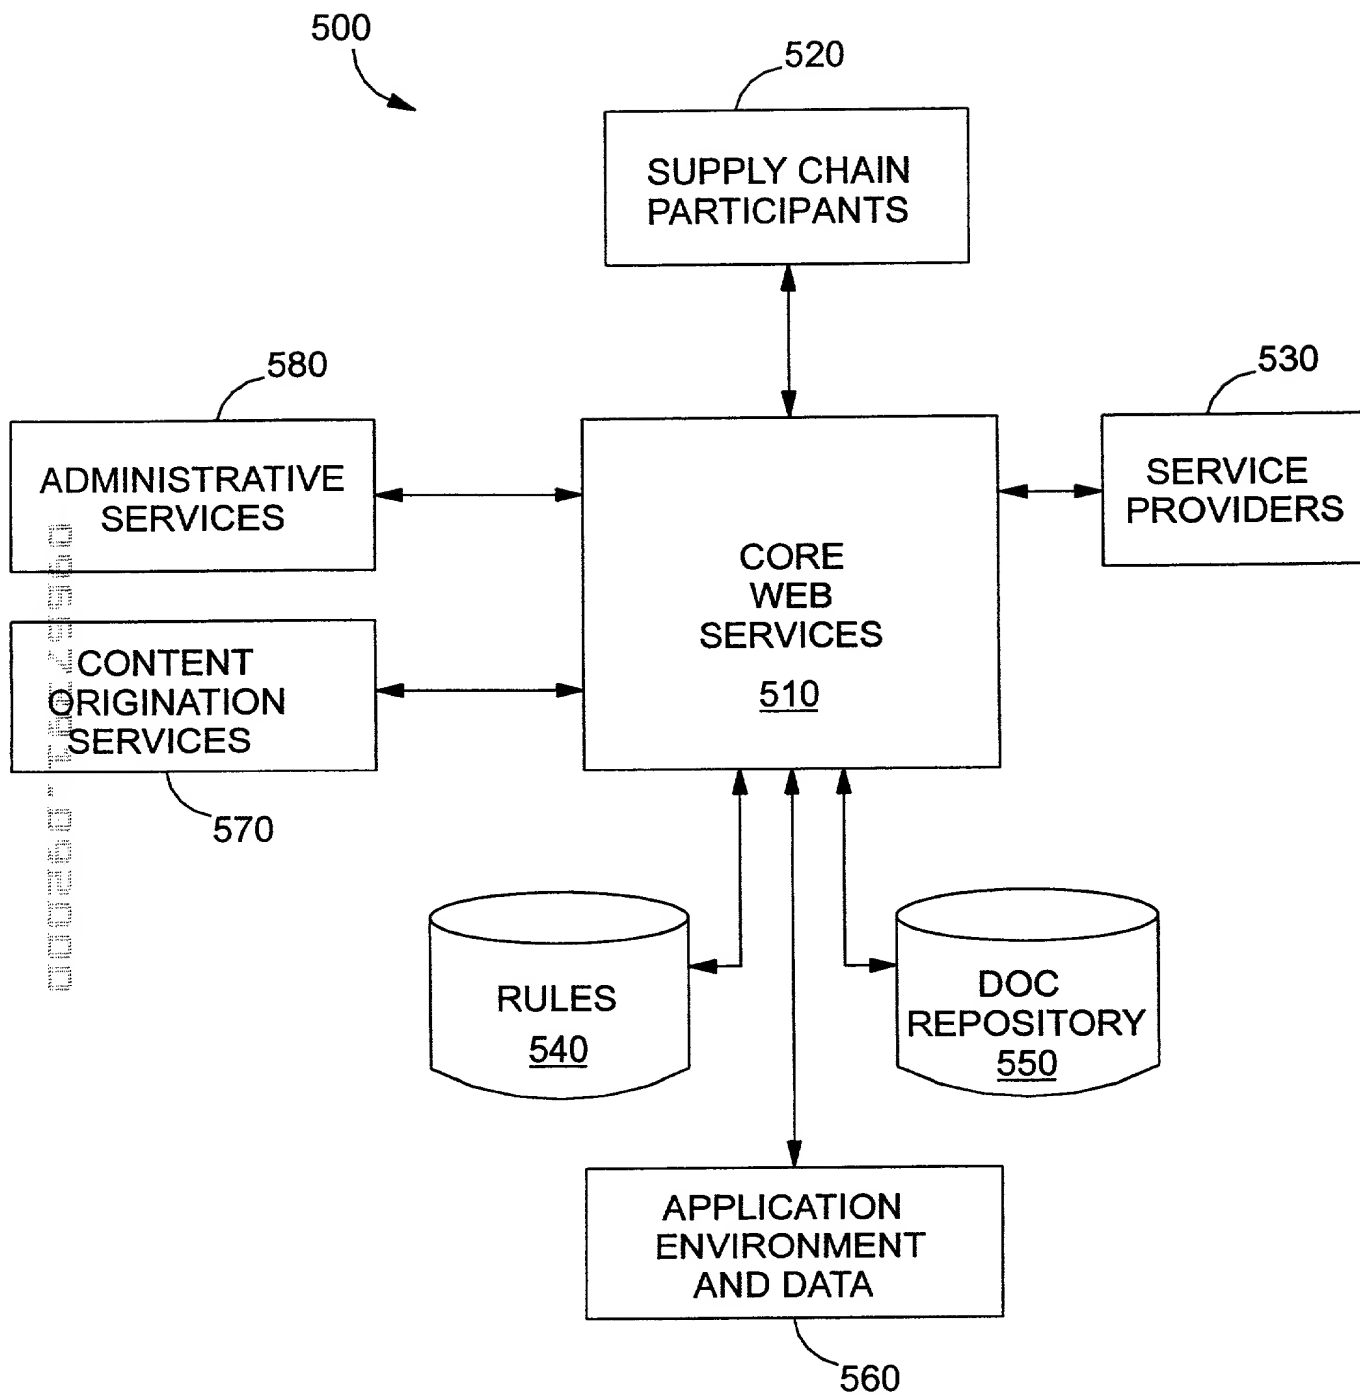 500
520
SUPPLY CHAIN
PARTICIPANTS
580
530
ADMINISTRATIVE
SERVICES
SERVICE
PROVIDERS
CORE
WEB
SERVICES
510
CONTENT
ORIGINATION
SERVICES
570
RULES
540
DOC
REPOSITORY
550
APPLICATION
ENVIRONMENT
AND DATA
560